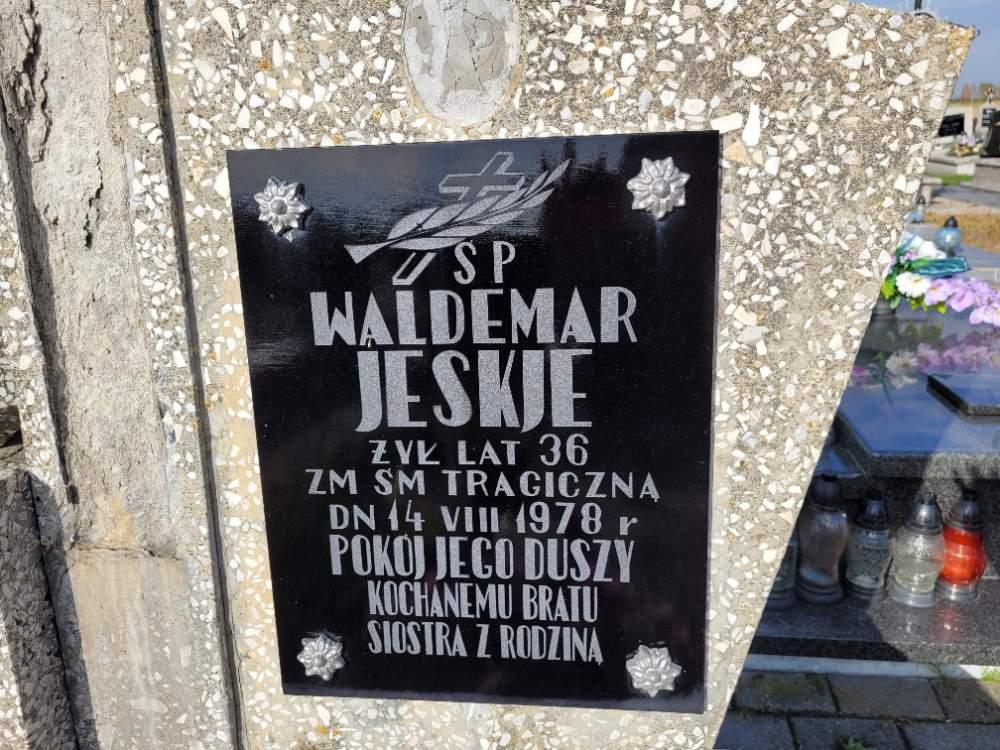 Ś P
WALDEMAR
JESKJE
ŻYŁ LAT 36
ZM ŚM TRAGICZNĄ
DN 14 VIII 1978 r
POKÓJ JEGO DUSZY
KOCHANEMU BRATU
SIOSTRA Z RODZINĄ